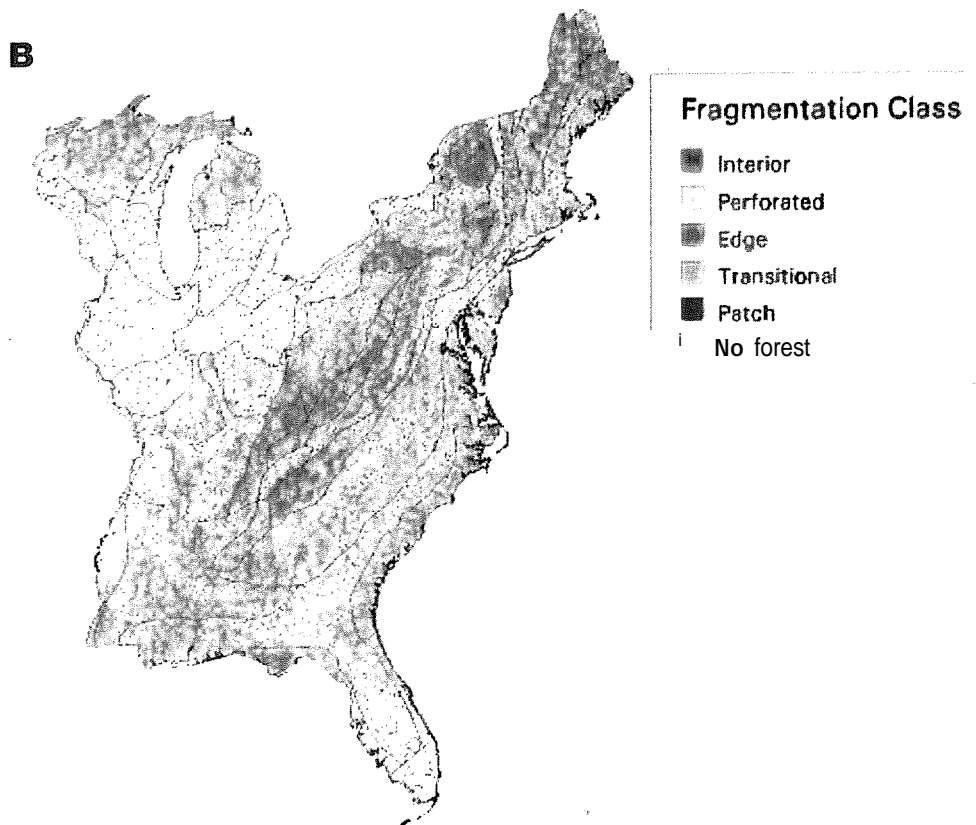 B
Fragmentation Class
Interior
Perforated
Edge
Transitional
Patch
No forest